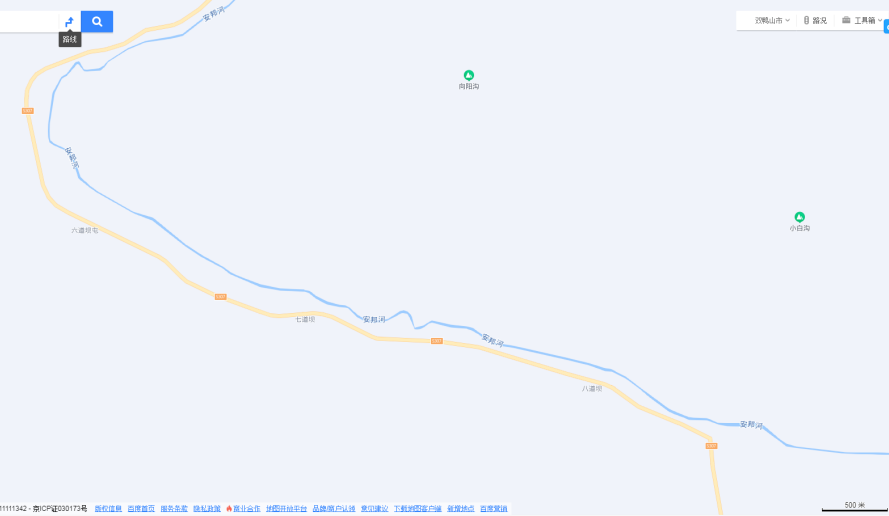 安邦河
双鸭山市
路况
工具箱
路线
向阳沟
安邦河
小白沟
六道坝屯
七道坝
安邦河
安邦河
八道坝
安邦河
500 米
11111342 - 京ICP证030173号 版权信息 百度首页 服务条款 隐私政策 商业合作 地图开放平台 品牌/商户认领 意见建议 下载地图客户端 新增地点 百度营销